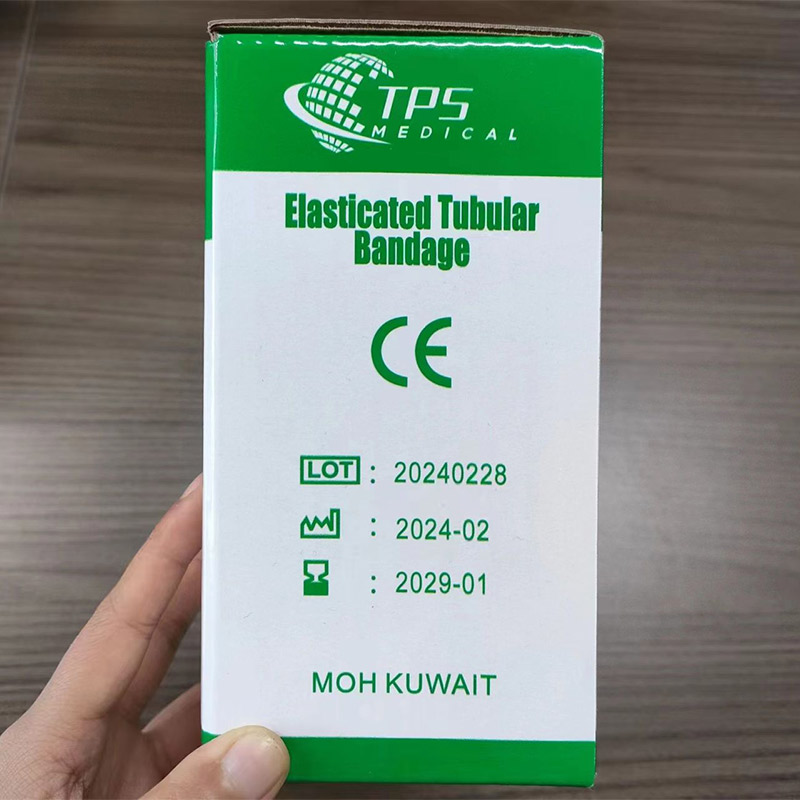 TPS
MEDICAL
Elasticated Tubular
Bandage
CE
LOT : 20240228
: 2024-02
: 2029-01
MOH KUWAIT